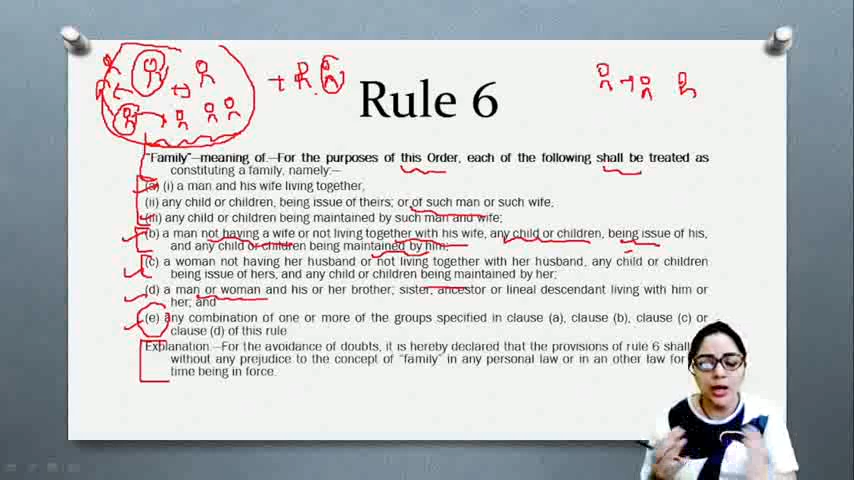 Rule 6
"Family"—meaning of.—For the purposes of this Order, each of the following shall be treated as
constituting a family, namely:—
(a) (i) a man and his wife living together;
(ii) any child or children, being issue of theirs; or of such man or such wife,
(iii) any child or children being maintained by such man and wife;
(b) a man not having a wife or not living together with his wife, any child or children, being issue of his,
and any child or children being maintained by him;
(c) a woman not having her husband or not living together with her husband, any child or children
being issue of hers, and any child or children being maintained by her;
(d) a man or woman and his or her brother; sister, ancestor or lineal descendant living with him or
her; and
(e) any combination of one or more of the groups specified in clause (a), clause (b), clause (c) or
clause (d) of this rule
Explanation.—For the avoidance of doubts, it is hereby declared that the provisions of rule 6 shall
without any prejudice to the concept of "family" in any personal law or in an other law for
time being in force.